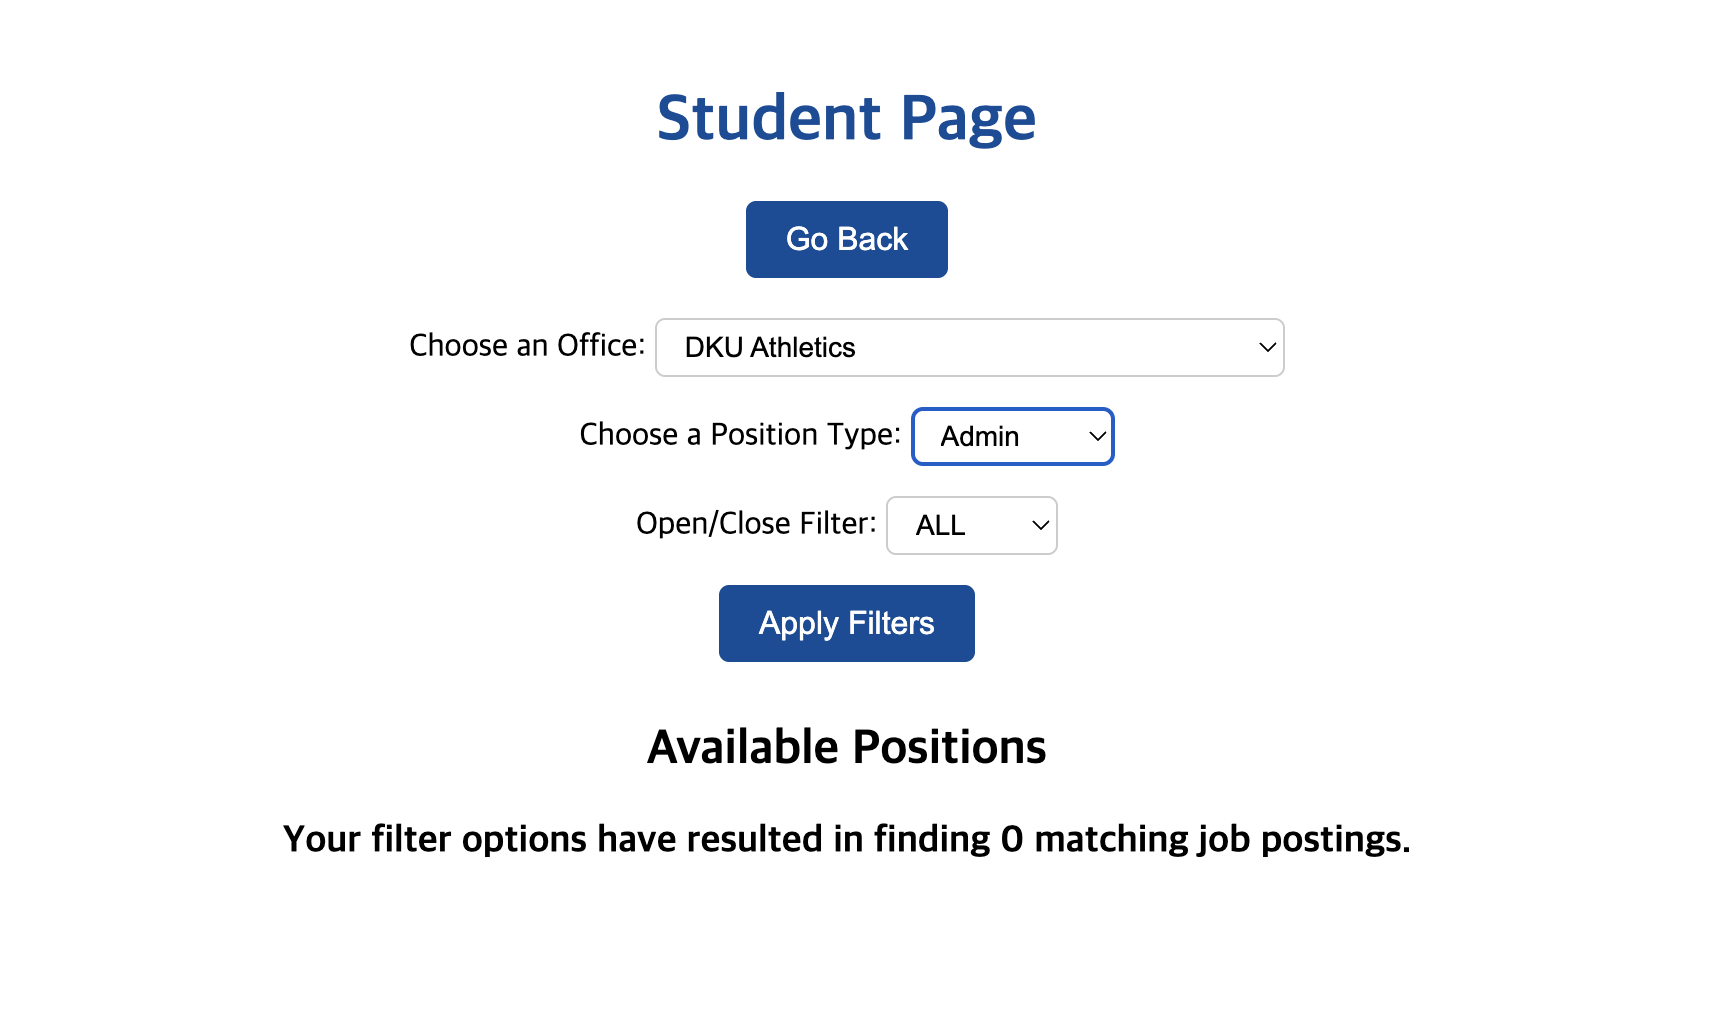 Student Page
Go Back
Choose an Office: DKU Athletics
Choose a Position Type: Admin
Open/Close Filter: ALL
Apply Filters
Available Positions
Your filter options have resulted in finding 0 matching job postings.